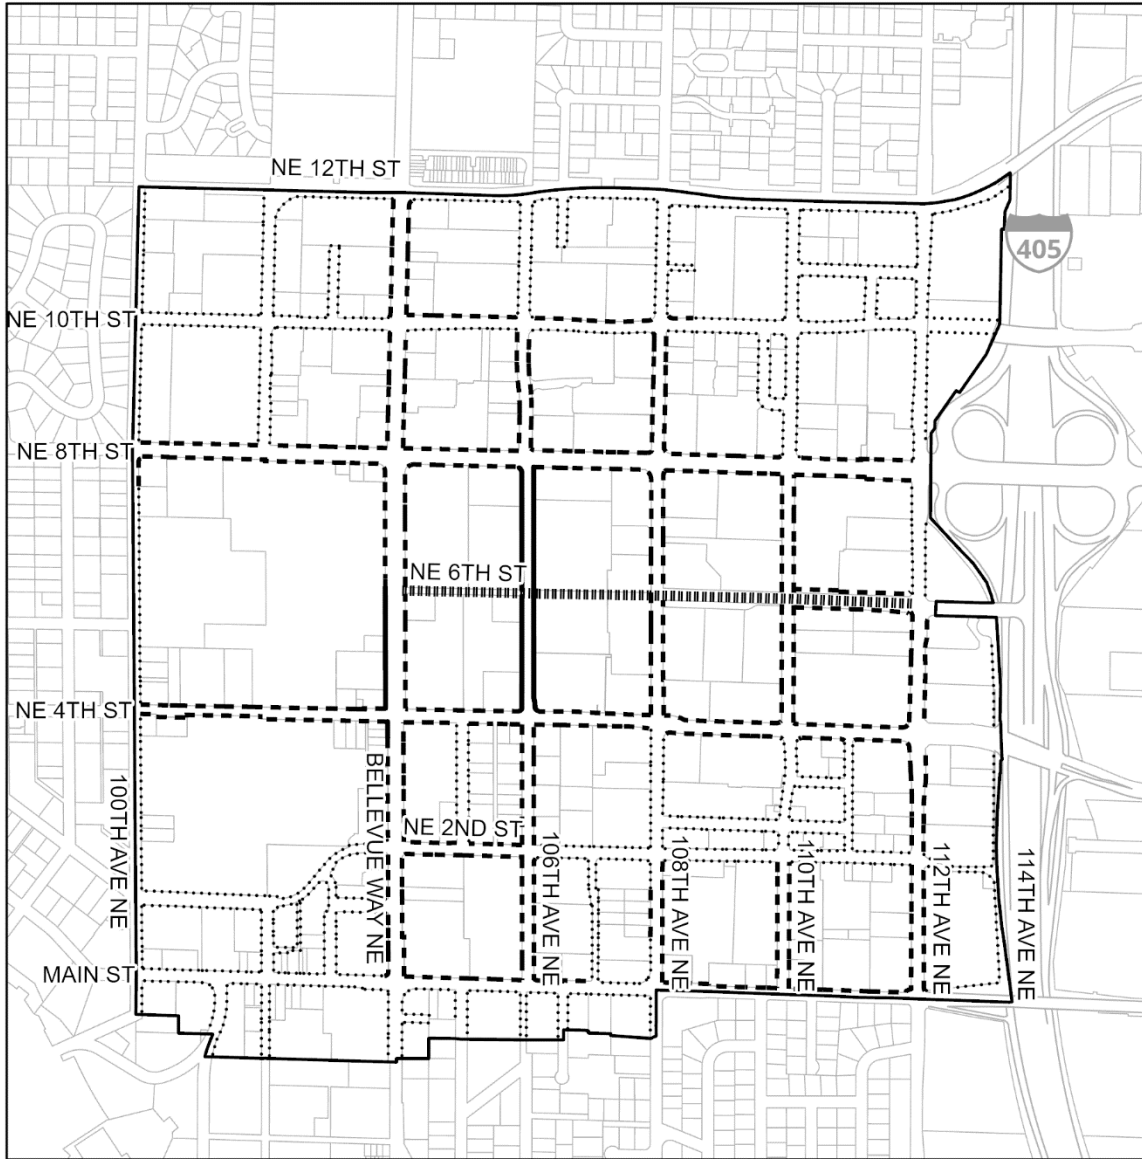 NE 12TH ST
405
NE 10TH ST
NE 8TH ST
NE 6TH ST
NE 4TH ST
100TH AVE NE
BELLEVUE WAY NE
NE 2ND ST
106TH AVE NE
108TH AVE NE
110TH AVE NE
112TH AVE NE
114TH AVE NE
MAIN ST